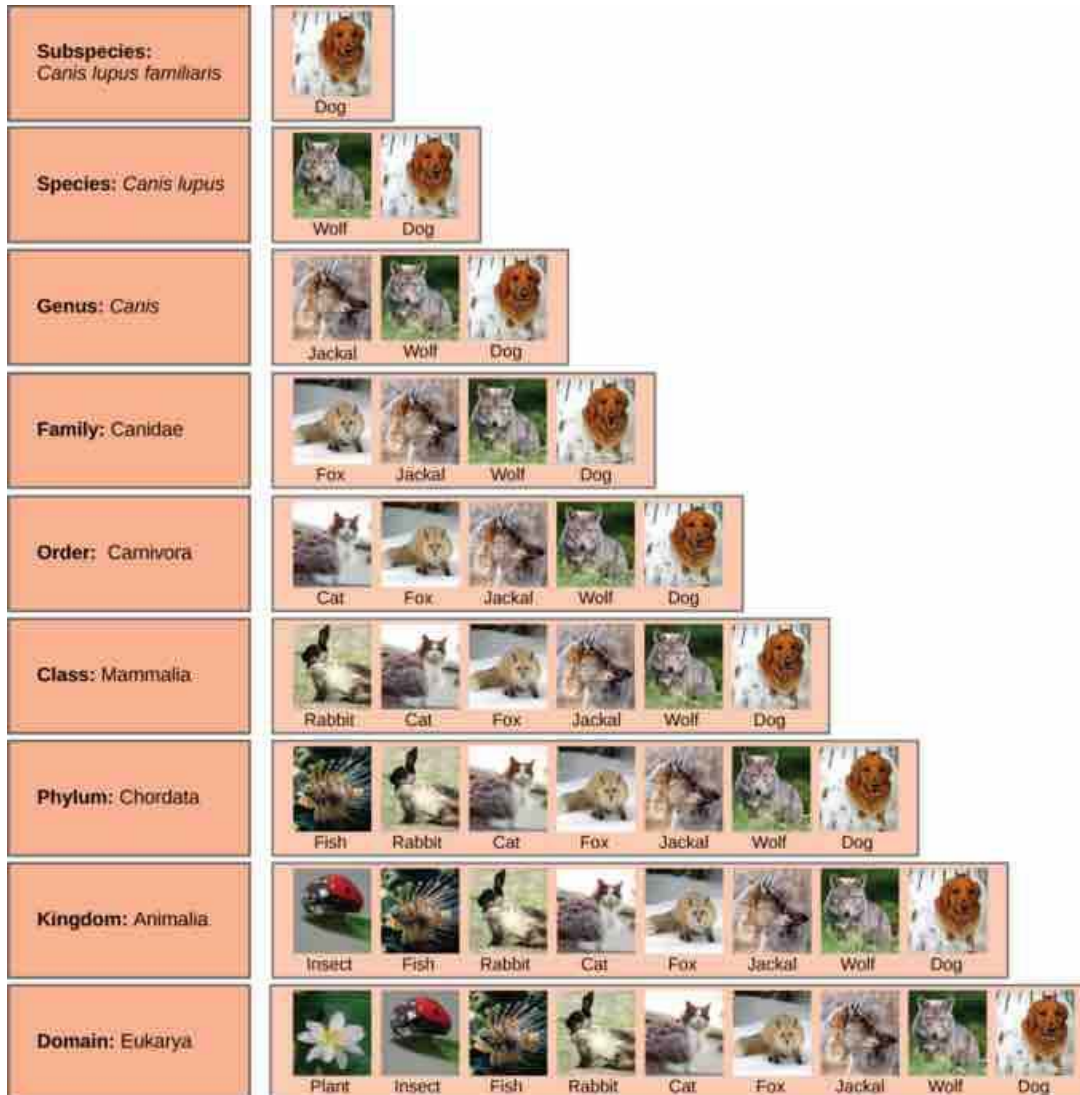 Subspecies:
Canis lupus familiaris
Dog
Species: Canis lupus
Wolf Dog
Genus: Canis
Jackal Wolf Dog
Family: Canidae
Fox Jackal Wolf Dog
Order: Carnivora
Cat Fox Jackal Wolf Dog
Class: Mammalia
Rabbit Cat Fox Jackal Wolf Dog
Phylum: Chordata
Fish Rabbit Cat Fox Jackal Wolf Dog
Kingdom: Animalia
Insect Fish Rabbit Cat Fox Jackal Wolf Dog
Domain: Eukarya
Plant Insect Fish Rabbit Cat Fox Jackal Wolf Dog